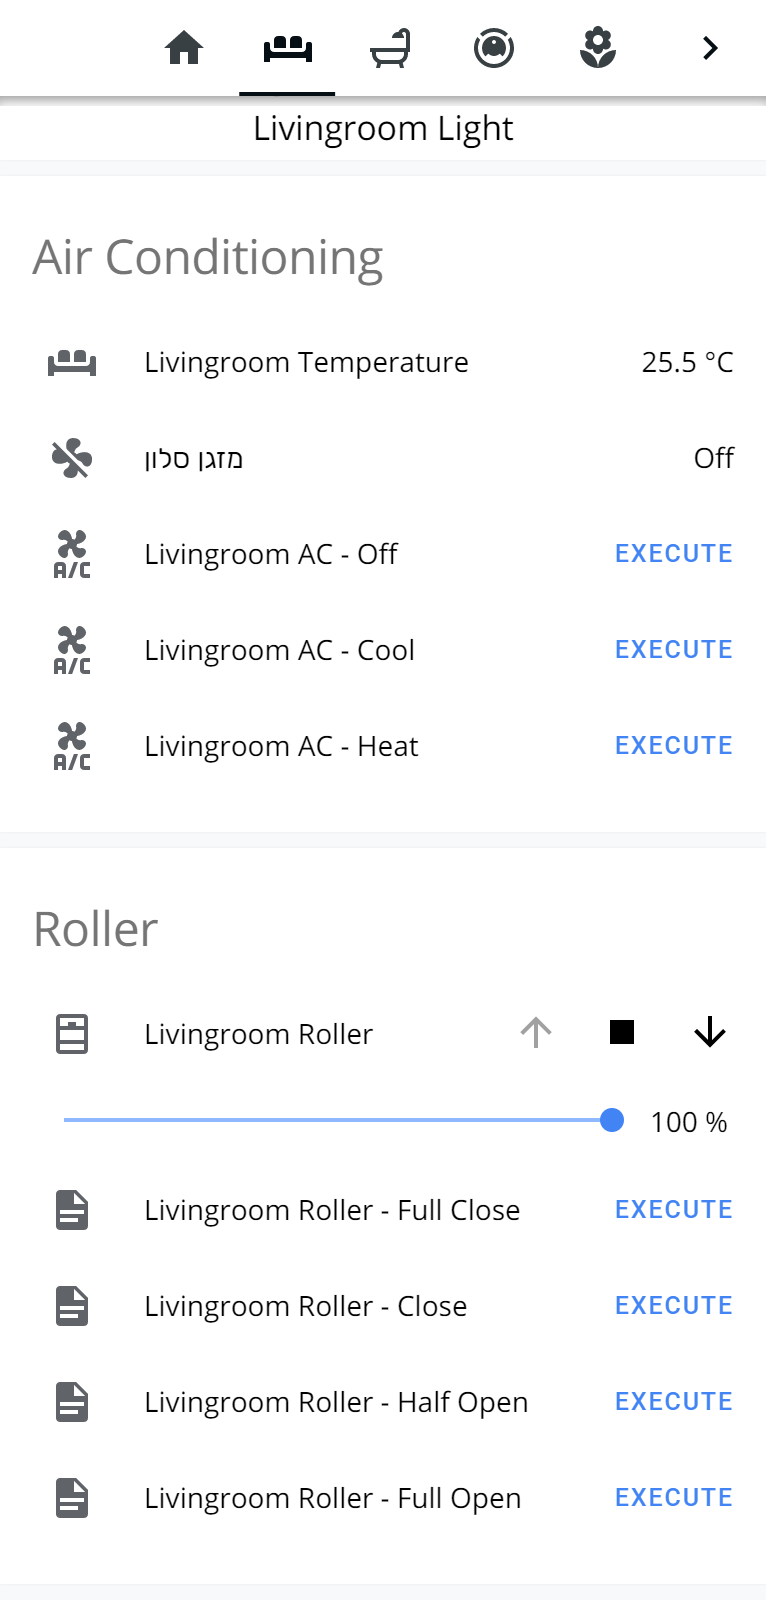 Livingroom Light
Air Conditioning
Livingroom Temperature 25.5 °C
מזגן סלון Off
A/C Livingroom AC - Off EXECUTE
A/C Livingroom AC - Cool EXECUTE
A/C Livingroom AC - Heat EXECUTE
Roller
Livingroom Roller
100 %
Livingroom Roller - Full Close EXECUTE
Livingroom Roller - Close EXECUTE
Livingroom Roller - Half Open EXECUTE
Livingroom Roller - Full Open EXECUTE